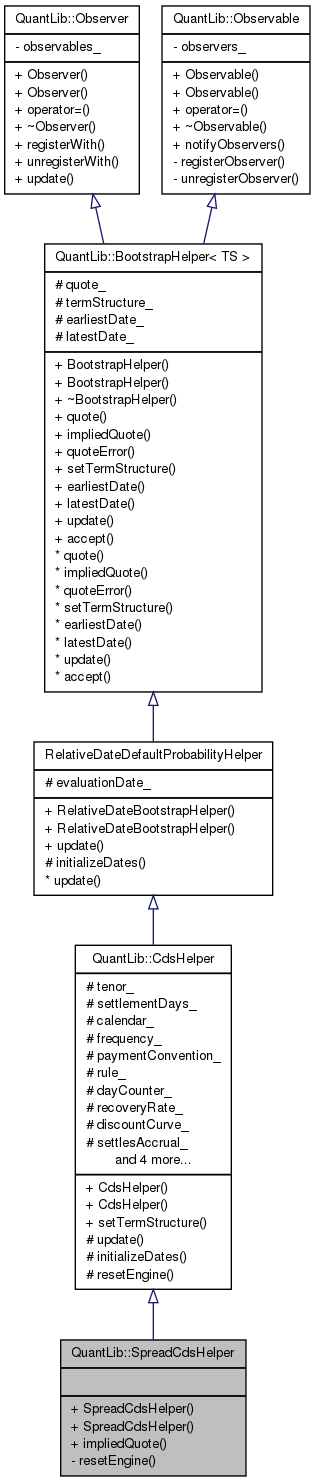 QuantLib::Observer
- observables_
+ Observer()
+ Observer()
+ operator=()
+ ~Observer()
+ registerWith()
+ unregisterWith()
+ update()
QuantLib::Observable
- observers_
+ Observable()
+ Observable()
+ operator=()
+ ~Observable()
+ notifyObservers()
- registerObserver()
- unregisterObserver()
QuantLib::BootstrapHelper< TS >
# quote_
# termStructure_
# earliestDate_
# latestDate_
+ BootstrapHelper()
+ BootstrapHelper()
+ ~BootstrapHelper()
+ quote()
+ impliedQuote()
+ quoteError()
+ setTermStructure()
+ earliestDate()
+ latestDate()
+ update()
+ accept()
* quote()
* impliedQuote()
* quoteError()
* setTermStructure()
* earliestDate()
* latestDate()
* update()
* accept()
RelativeDateDefaultProbabilityHelper
# evaluationDate_
+ RelativeDateBootstrapHelper()
+ RelativeDateBootstrapHelper()
+ update()
# initializeDates()
* update()
QuantLib::CdsHelper
# tenor_
# settlementDays_
# calendar_
# frequency_
# paymentConvention_
# rule_
# dayCounter_
# recoveryRate_
# discountCurve_
# settlesAccrual_
and 4 more...
+ CdsHelper()
+ CdsHelper()
+ setTermStructure()
# update()
# initializeDates()
# resetEngine()
QuantLib::SpreadCdsHelper
+ SpreadCdsHelper()
+ SpreadCdsHelper()
+ impliedQuote()
- resetEngine()